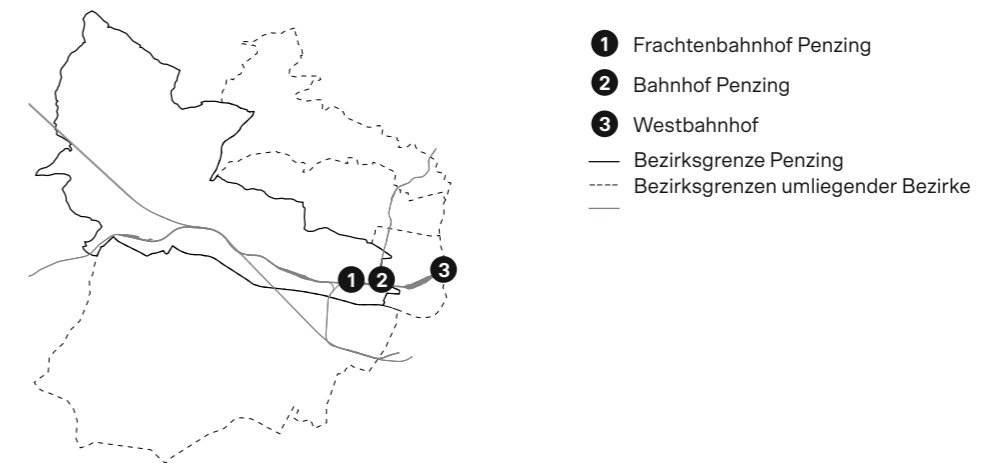 1 Frachtenbahnhof Penzing
2 Bahnhof Penzing
3 Westbahnhof
Bezirksgrenze Penzing
Bezirksgrenzen umliegender Bezirke
1 2 3